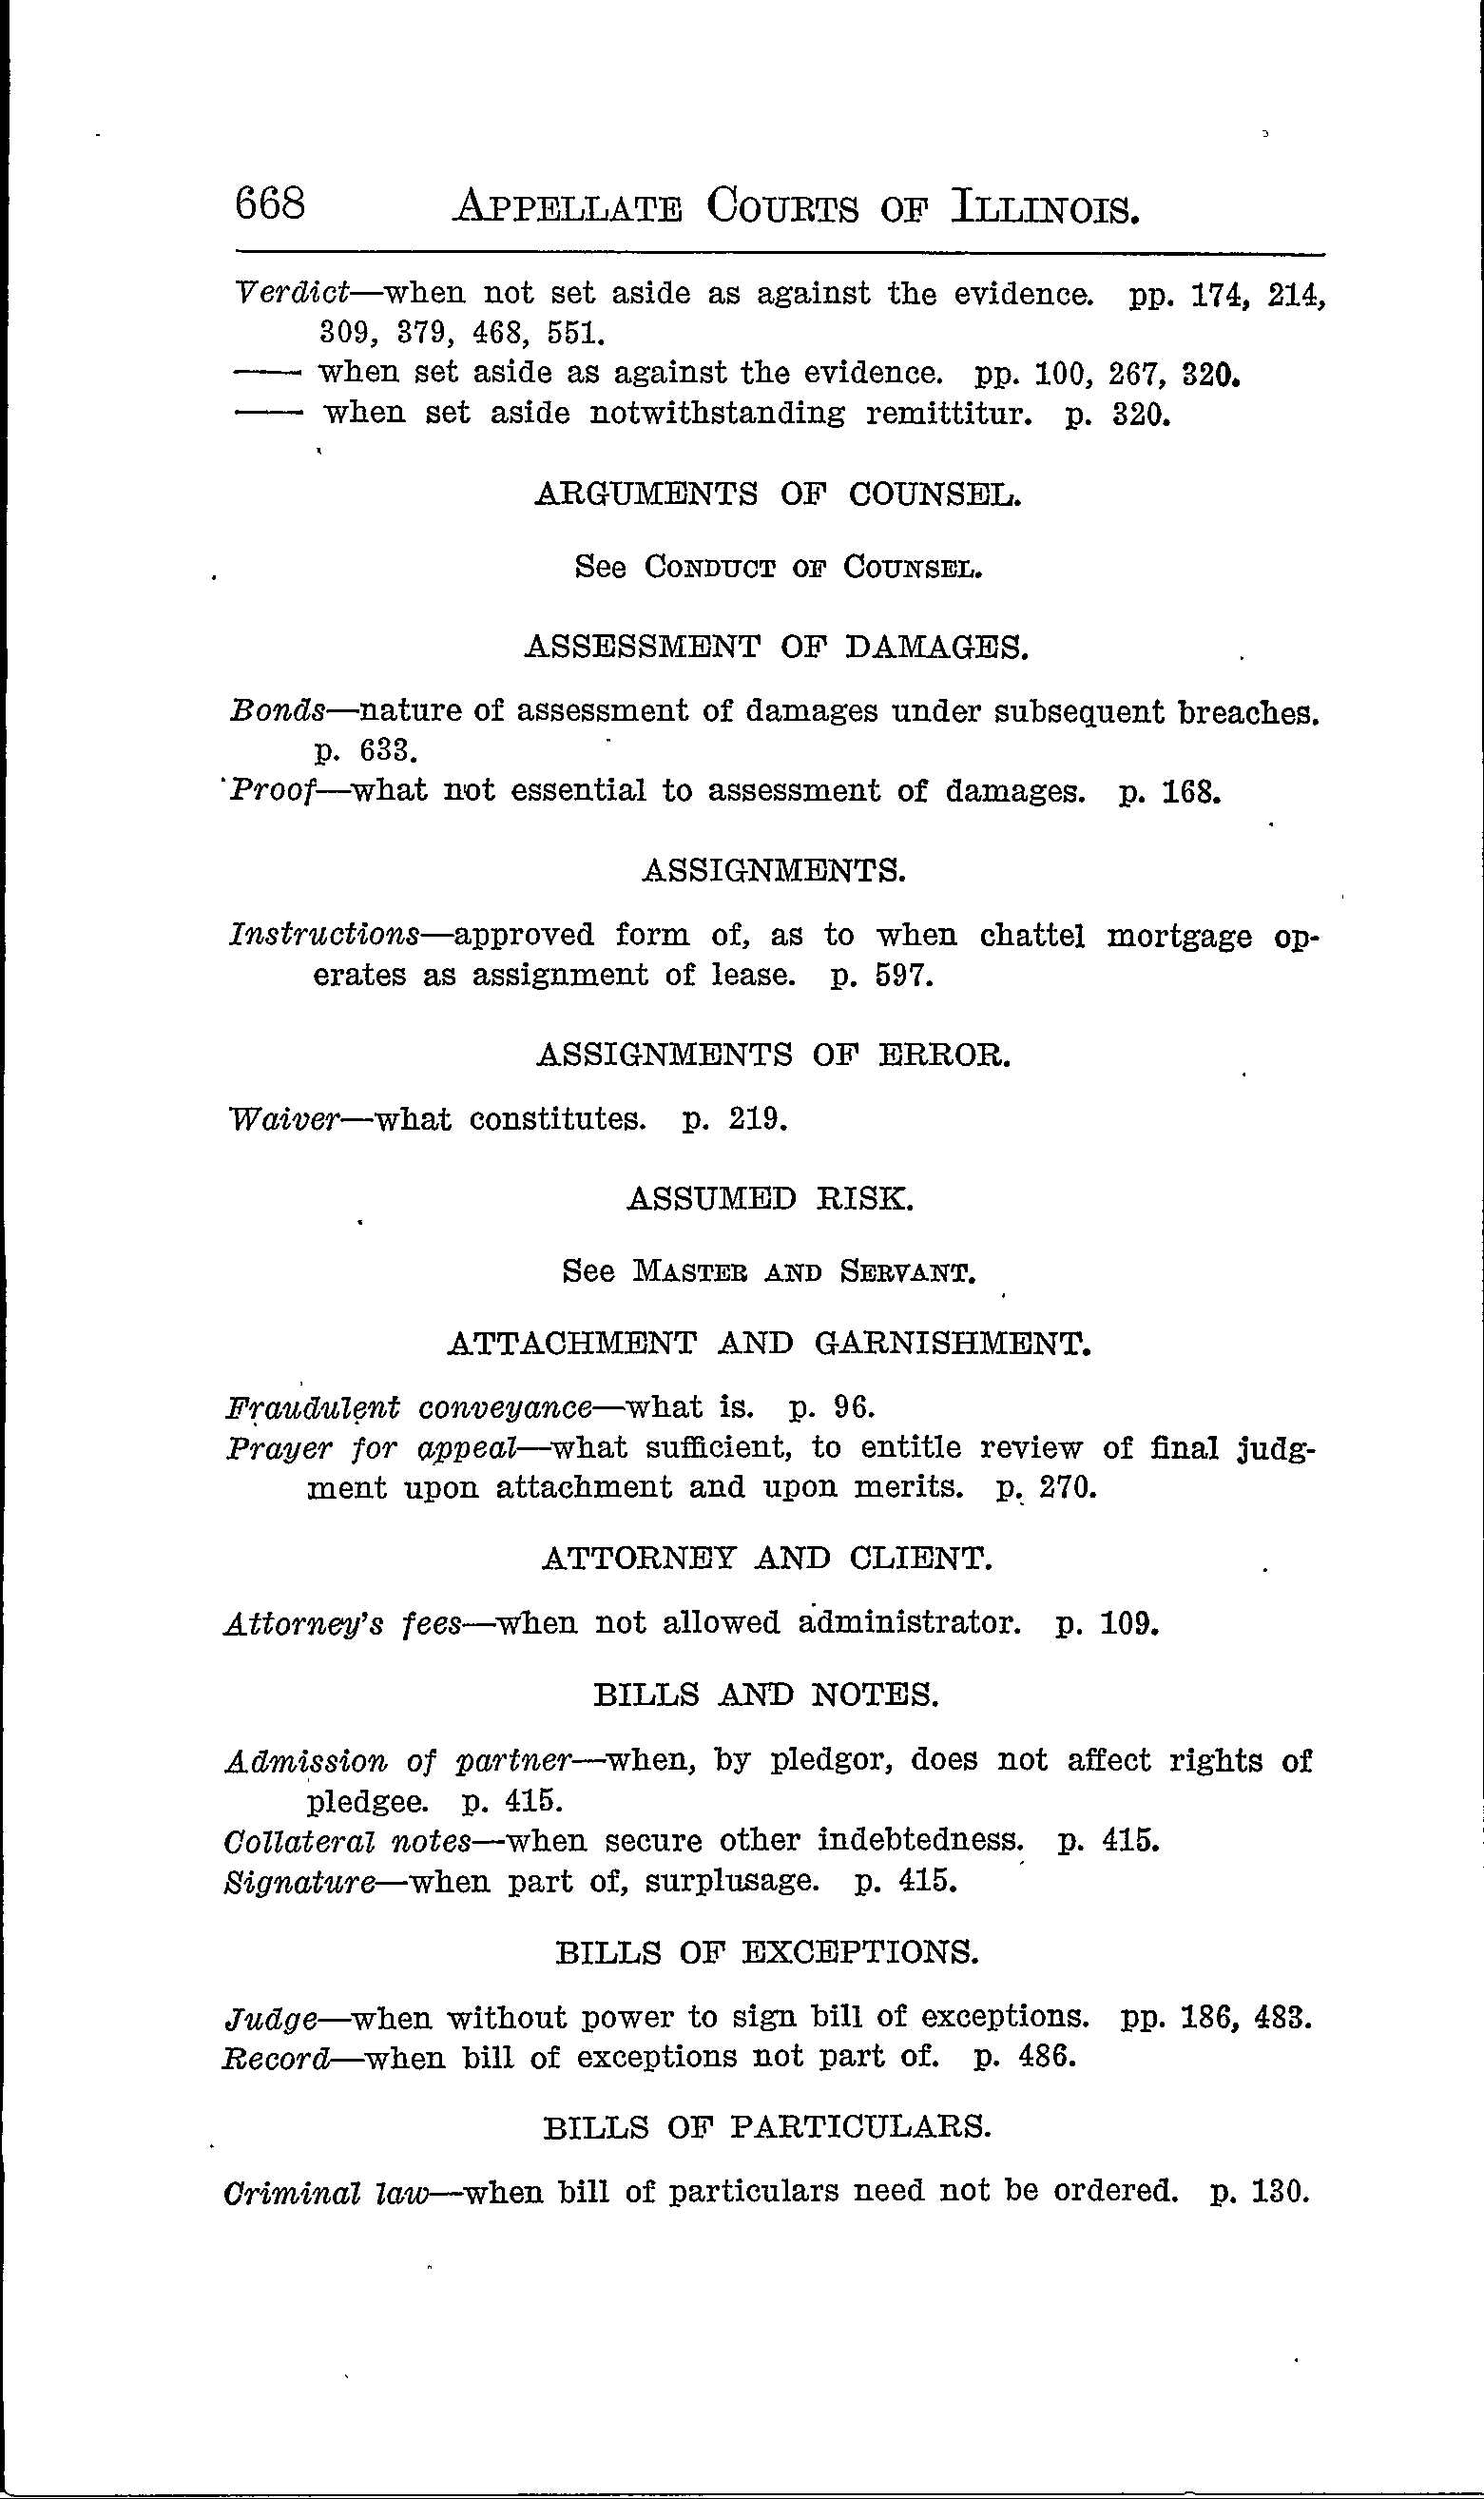 668 APPELLATE COURTS OF ILLINOIS.
Verdict—when not set aside as against the evidence. pp. 174, 214,
309, 379, 468, 551.
—— when set aside as against the evidence. pp. 100, 267, 320.
—— when set aside notwithstanding remittitur. p. 320.
ARGUMENTS OF COUNSEL.
See CONDUCT OF COUNSEL.
ASSESSMENT OF DAMAGES.
Bonds—nature of assessment of damages under subsequent breaches.
p. 633.
Proof—what not essential to assessment of damages. p. 168.
ASSIGNMENTS.
Instructions—approved form of, as to when chattel mortgage op-
erates as assignment of lease. p. 597.
ASSIGNMENTS OF ERROR.
Waiver—what constitutes. p. 219.
ASSUMED RISK.
See MASTER AND SERVANT.
ATTACHMENT AND GARNISHMENT.
Fraudulent conveyance—what is. p. 96.
Prayer for appeal—what sufficient, to entitle review of final judg-
ment upon attachment and upon merits. p. 270.
ATTORNEY AND CLIENT.
Attorney's fees—when not allowed administrator. p. 109.
BILLS AND NOTES.
Admission of partner—when, by pledgor, does not affect rights of
pledgee. p. 415.
Collateral notes—when secure other indebtedness. p. 415.
Signature—when part of, surplusage. p. 415.
BILLS OF EXCEPTIONS.
Judge—when without power to sign bill of exceptions. pp. 186, 483.
Record—when bill of exceptions not part of. p. 486.
BILLS OF PARTICULARS.
Criminal law—when bill of particulars need not be ordered. p. 130.